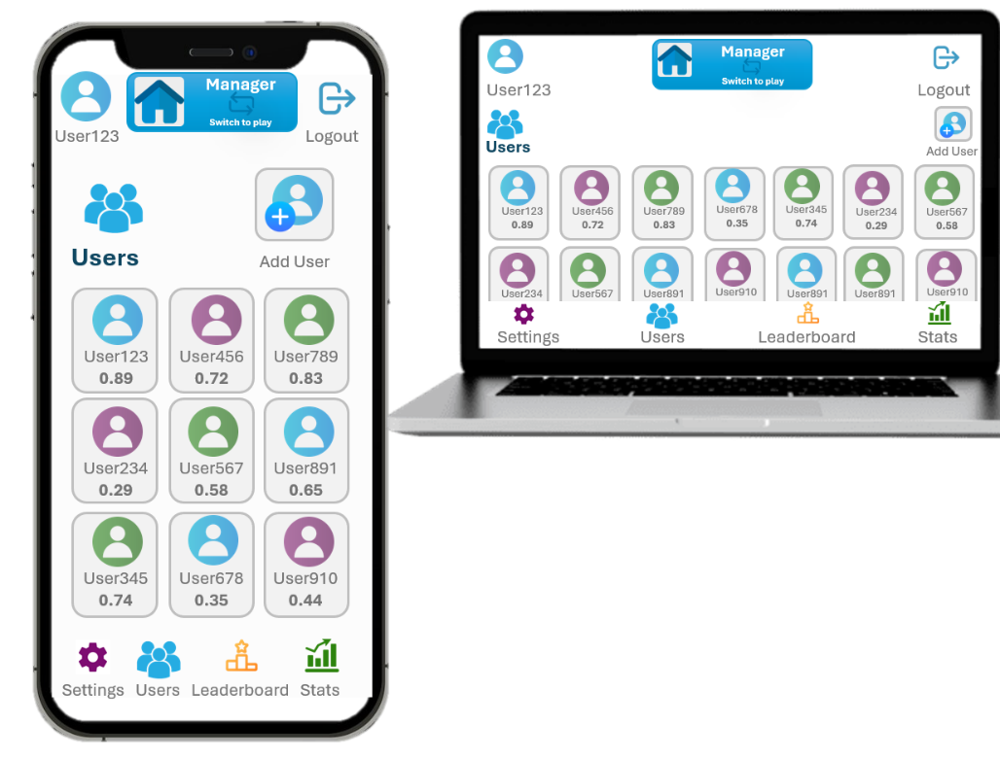 Manager
Switch to play
User123
Logout
Users
Add User
User123 User456 User789
0.89 0.72 0.83
User234 User567 User891
0.29 0.58 0.65
User345 User678 User910
0.74 0.35 0.44
Settings Users Leaderboard Stats
Manager
Switch to play
User123
Logout
Users
Add User
User123 User456 User789 User678 User345 User234 User567
0.89 0.72 0.83 0.35 0.74 0.29 0.58
User234 User567 User891 User910 User891 User891 User910
Settings Users Leaderboard Stats